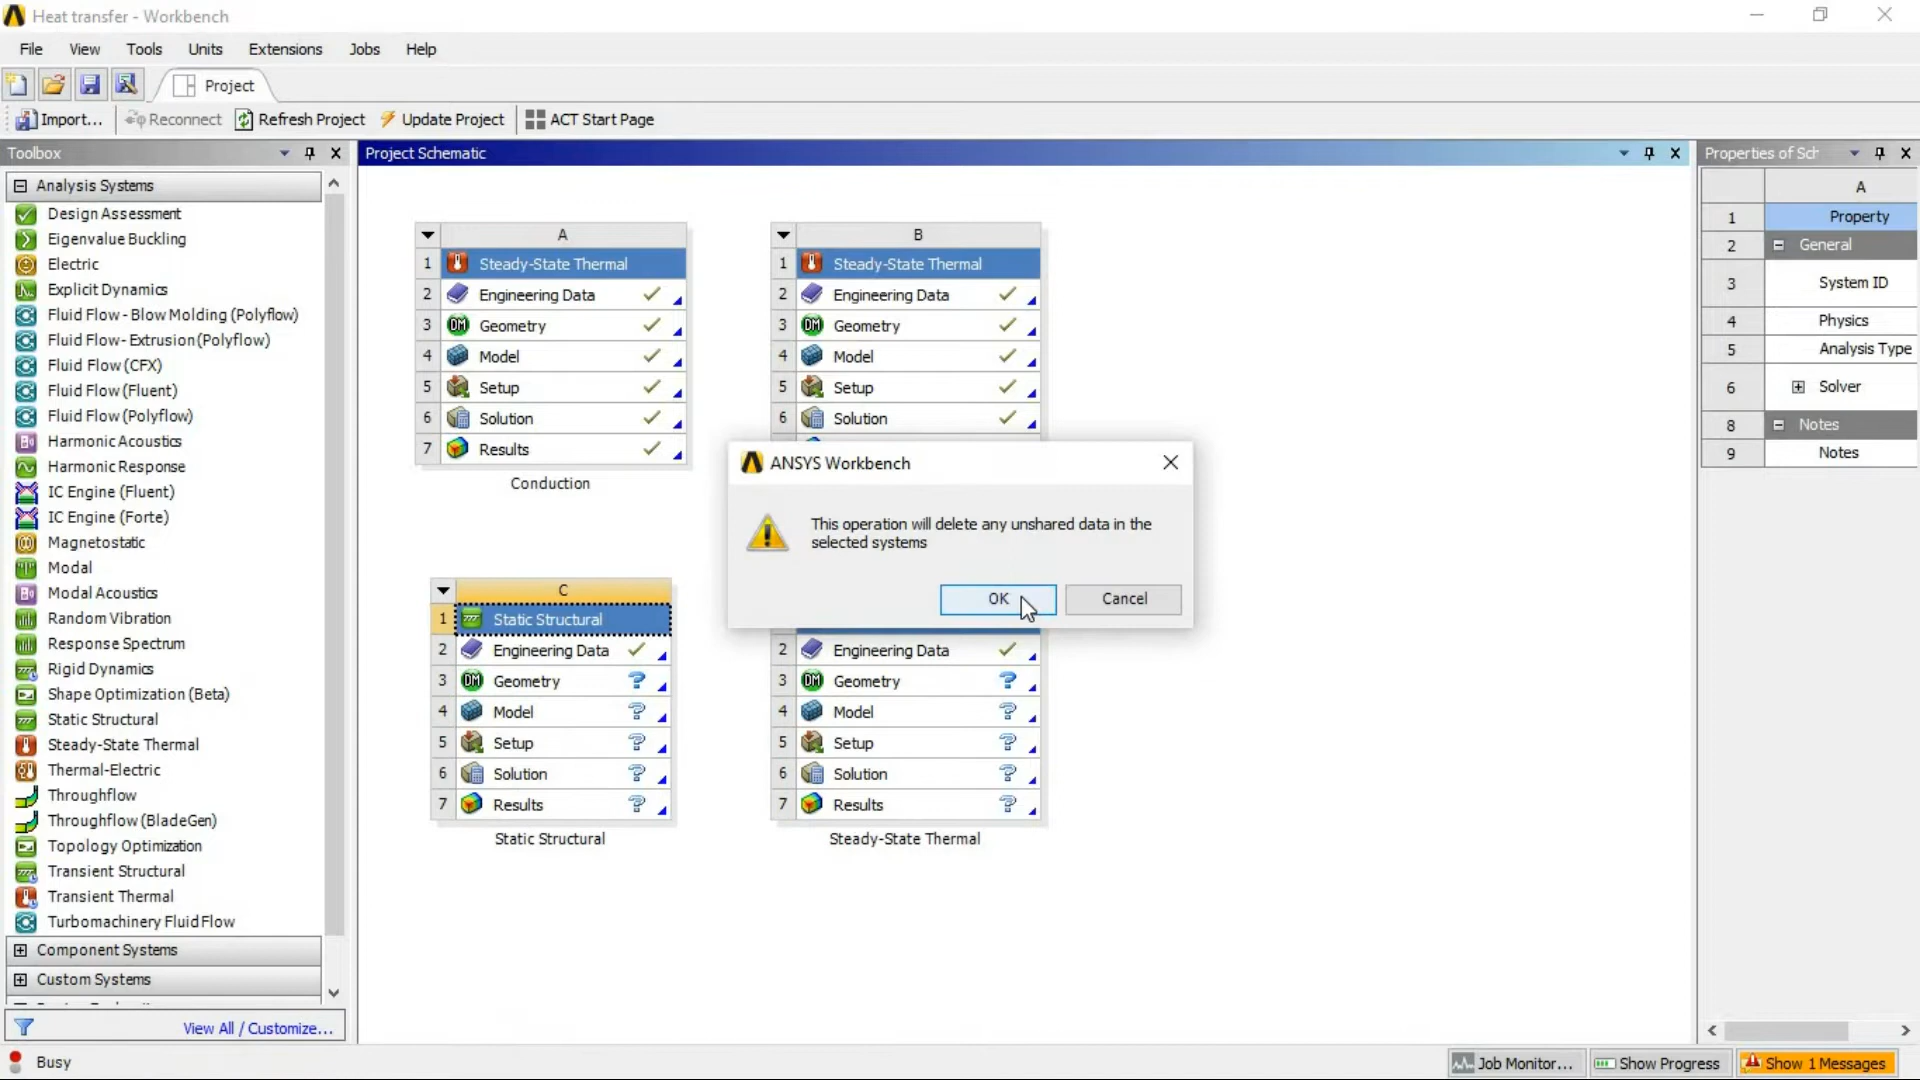 Heat transfer - Workbench
File View Tools Units Extensions Jobs Help
Project
Import... Reconnect Refresh Project Update Project ACT Start Page
Toolbox
Analysis Systems
Design Assessment
Eigenvalue Buckling
Electric
Explicit Dynamics
Fluid Flow - Blow Molding (Polyflow)
Fluid Flow- Extrusion (Polyflow)
Fluid Flow (CFX)
Fluid Flow (Fluent)
Fluid Flow (Polyflow)
Harmonic Acoustics
Harmonic Response
IC Engine (Fluent)
IC Engine (Forte)
Magnetostatic
Modal
Modal Acoustics
Random Vibration
Response Spectrum
Rigid Dynamics
Shape Optimization (Beta)
Static Structural
Steady-State Thermal
Thermal-Electric
Throughflow
Throughflow (BladeGen)
Topology Optimization
Transient Structural
Transient Thermal
Turbomachinery Fluid Flow
Component Systems
Custom Systems
View All / Customize...
Project Schematic
A
1 Steady-State Thermal
2 Engineering Data
3 DM Geometry
4 Model
5 Setup
6 Solution
7 Results
Conduction
B
1 Steady-State Thermal
2 Engineering Data
3 DM Geometry
4 Model
5 Setup
6 Solution
C
1 Static Structural
2 Engineering Data
3 DM Geometry
4 Model
5 Setup
6 Solution
7 Results
Static Structural
2 Engineering Data
3 DM Geometry
4 Model
5 Setup
6 Solution
7 Results
Steady-State Thermal
ANSYS Workbench
This operation will delete any unshared data in the
selected systems
OK Cancel
Properties of Sch
A
1 Property
2 General
3 System ID
4 Physics
5 Analysis Type
6 Solver
8 Notes
9 Notes
Busy
Job Monitor... Show Progress Show 1 Messages